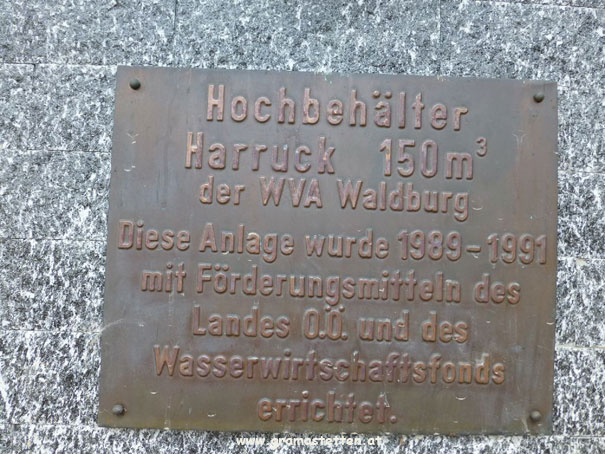 Hochbehälter
Harruck 150m³
der WVA Waldburg
Diese Anlage wurde 1989-1991
mit Förderungsmitteln des
Landes O.Ö. und des
Wasserwirtschaftsfonds
errichtet.
www.gramastetten.at